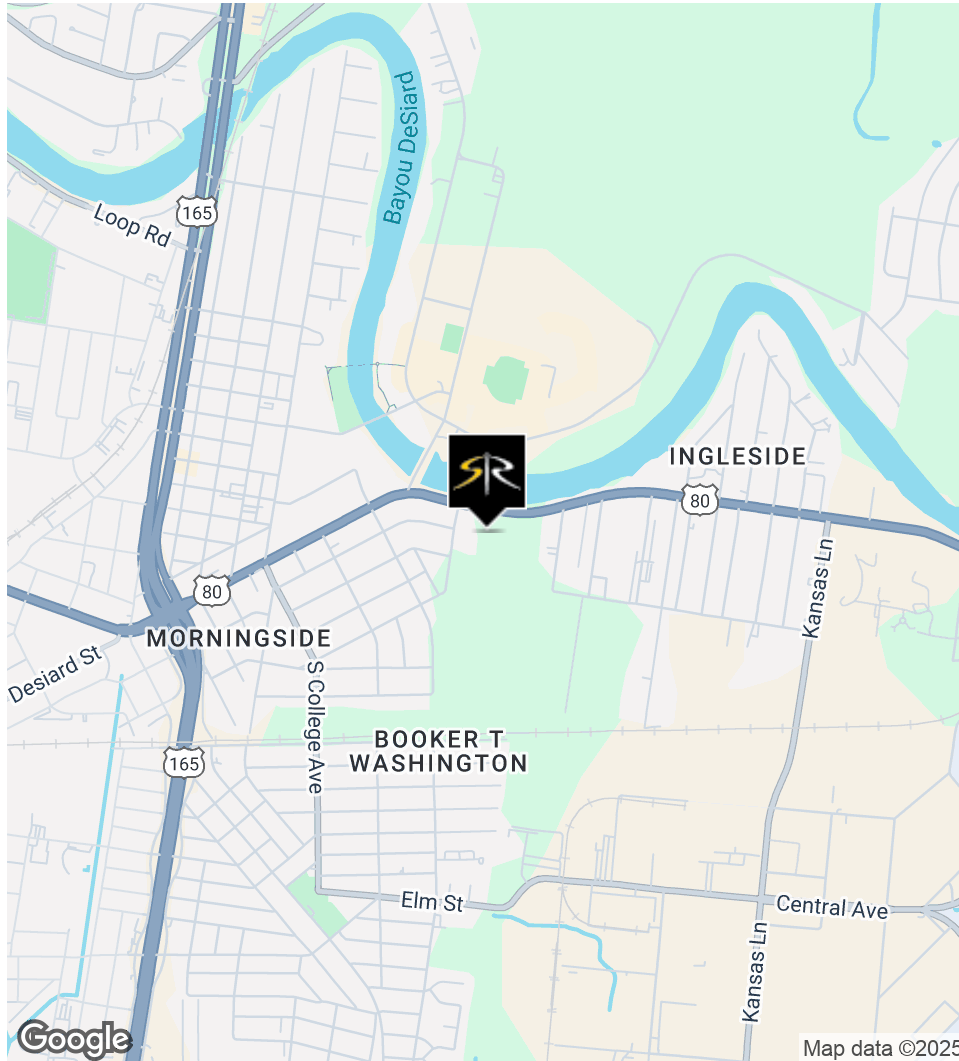 Bayou DeSiard
165
Loop Rd
SR
INGLESIDE
80
80
Kansas Ln
MORNINGSIDE
Desiard St
S College Ave
BOOKER T
WASHINGTON
165
Elm St
Central Ave
Kansas Ln
Google
Map data ©2025